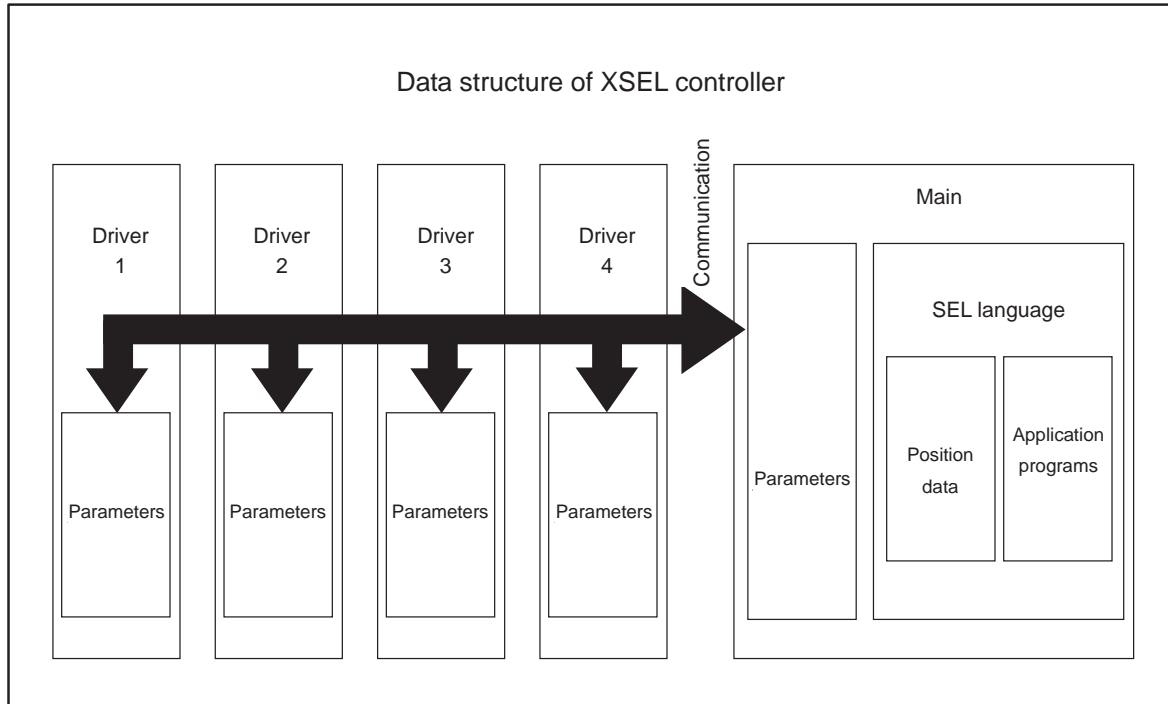 Data structure of XSEL controller
Driver
1
Driver
2
Driver
3
Driver
4
Communication
Main
SEL language
Parameters
Parameters
Parameters
Parameters
Parameters
Position
data
Application
programs